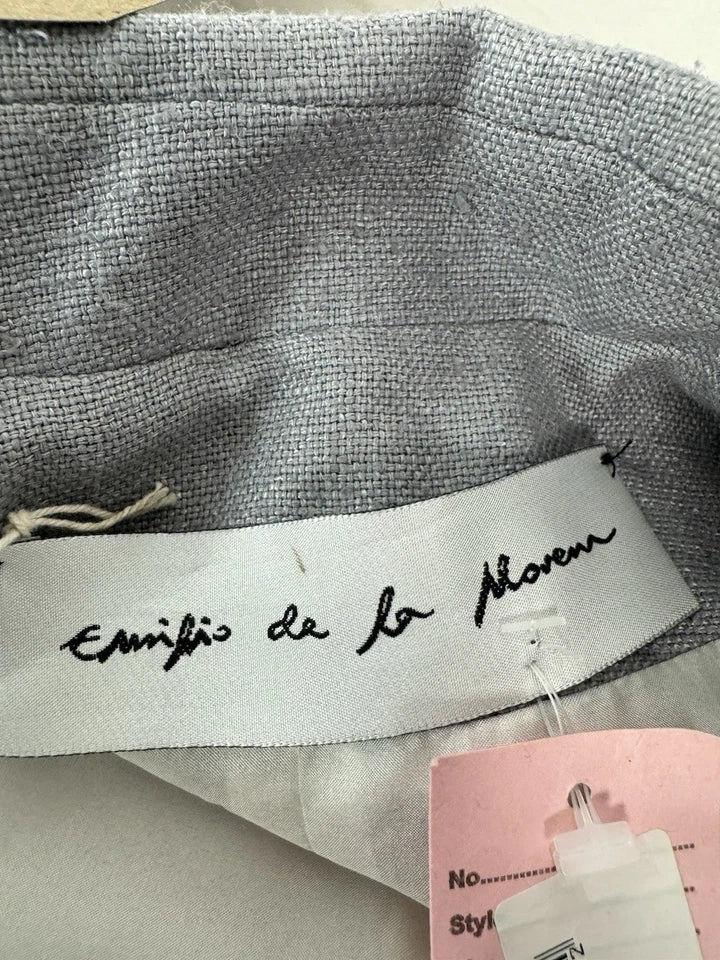 Emilio de la Morena
No.
Styl